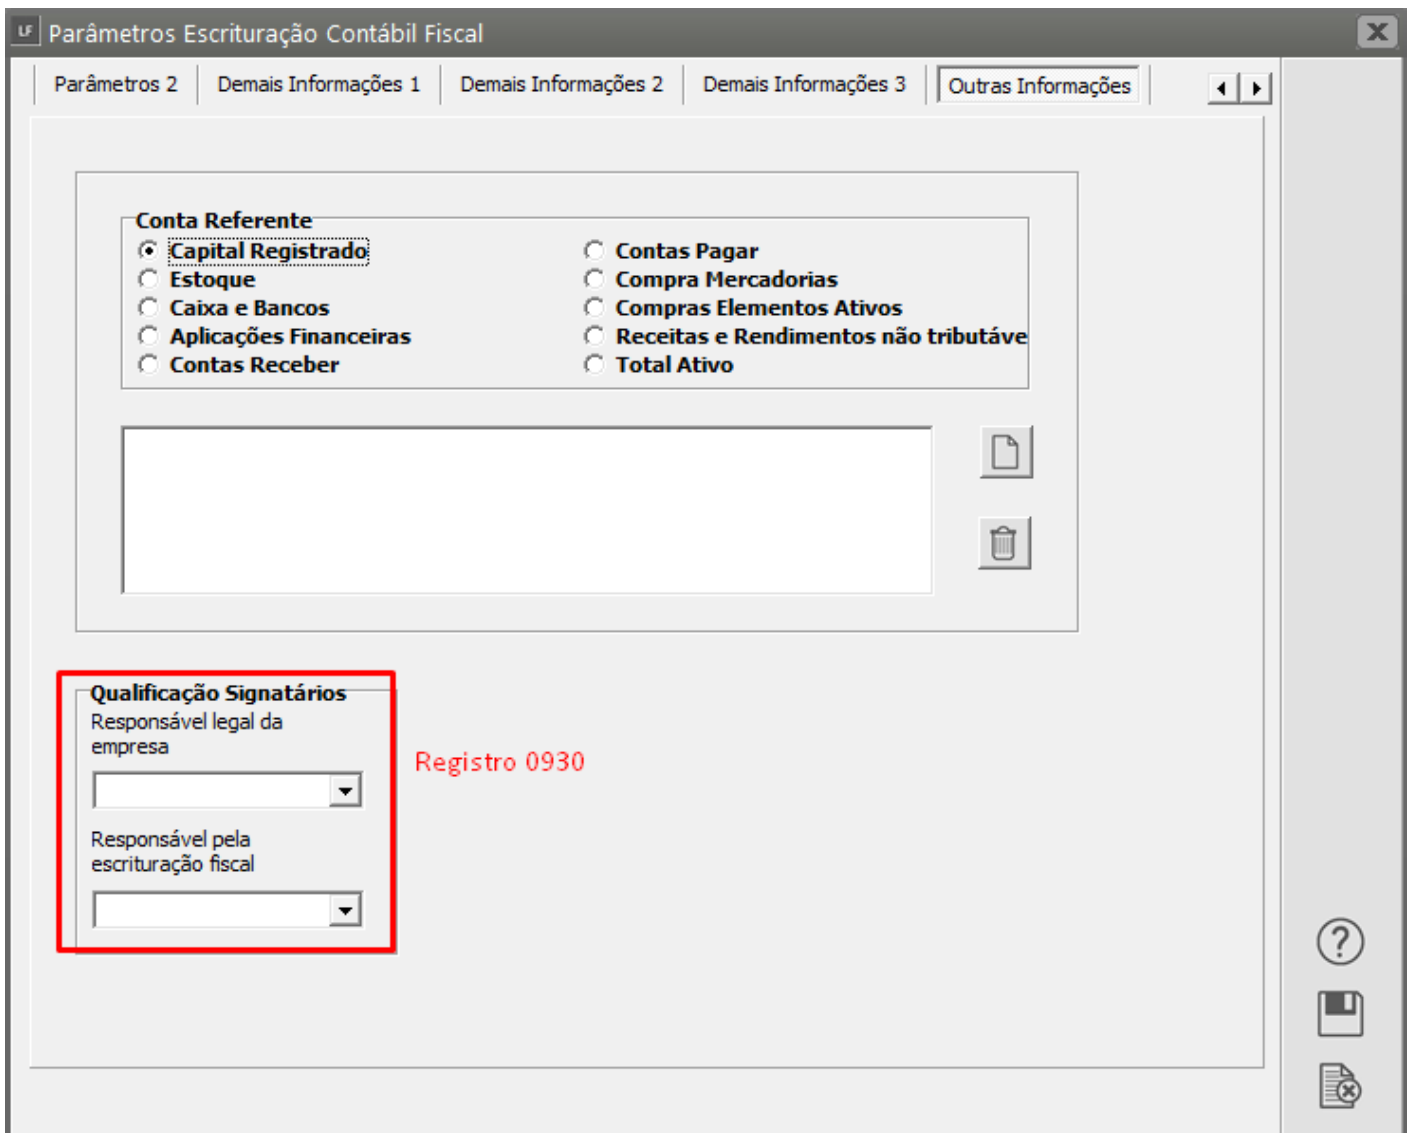 LF Parâmetros Escrituração Contábil Fiscal
Parâmetros 2 Demais Informações 1 Demais Informações 2 Demais Informações 3 Outras Informações
Conta Referente
Capital Registrado Contas Pagar
Estoque Compra Mercadorias
Caixa e Bancos Compras Elementos Ativos
Aplicações Financeiras Receitas e Rendimentos não tributáve
Contas Receber Total Ativo
Qualificação Signatários
Responsável legal da
empresa
Registro 0930
Responsável pela
escrituração fiscal
?